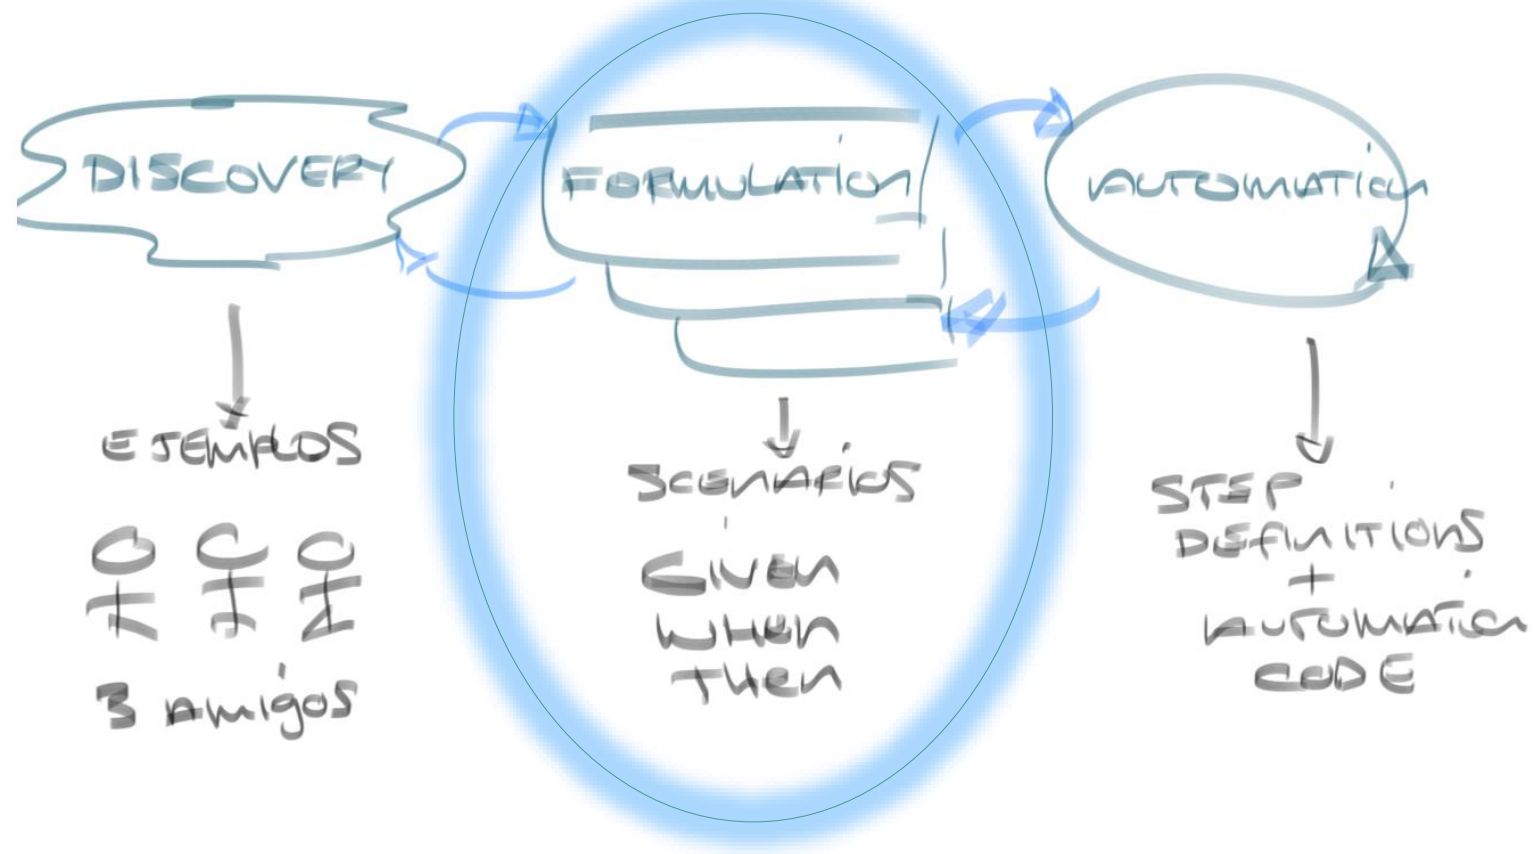 DISCOVERY
FORMULATION
AUTOMATION
EJEMPLOS
3 AMIGOS
SCENARIOS
GIVEN
WHEN
THEN
STEP
DEFINITIONS
+
AUTOMATION
CODE